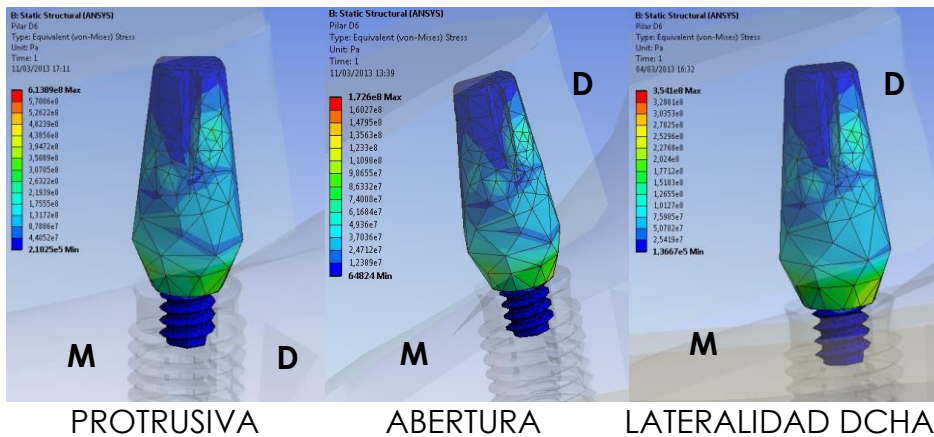 B: Static Structural (ANSYS)
Pilar D6
Type: Equivalent (von-Mises) Stress
Unit: Pa
Time: 1
11/03/2013 17:11
6,1389e8 Max
5,7006e8
5,2622e8
4,8239e8
4,3856e8
3,9472e8
3,5089e8
3,0705e8
2,6322e8
2,1939e8
1,7555e8
1,3172e8
8,7886e7
4,4052e7
2,1825e5 Min
M
D
PROTRUSIVA
B: Static Structural (ANSYS)
Pilar D6
Type: Equivalent (von-Mises) Stress
Unit: Pa
Time: 1
11/03/2013 13:39
1,726e8 Max
1,6027e8
1,4795e8
1,3563e8
1,233e8
1,1098e8
9,8655e7
8,6332e7
7,4008e7
6,1684e7
4,936e7
3,7036e7
2,4712e7
1,2389e7
64824 Min
D
M
ABERTURA
B: Static Structural (ANSYS)
Pilar D6
Type: Equivalent (von-Mises) Stress
Unit: Pa
Time: 1
04/03/2013 16:32
3,541e8 Max
3,2881e8
3,0353e8
2,7825e8
2,5296e8
2,2768e8
2,024e8
1,7712e8
1,5183e8
1,2655e8
1,0127e8
7,5985e7
5,0702e7
2,5419e7
1,3667e5 Min
D
M
LATERALIDAD DCHA